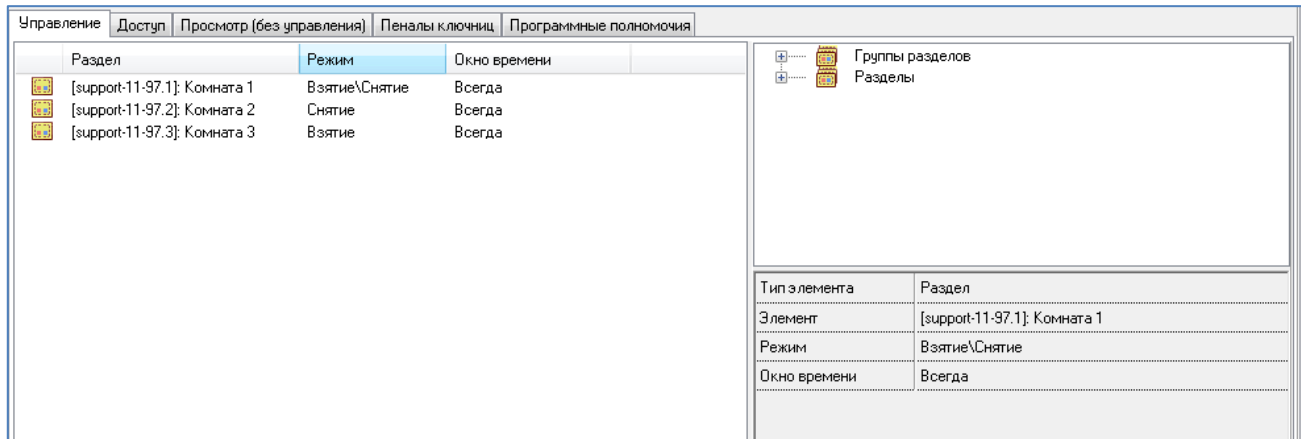 Управление Доступ Просмотр (без управления) Пеналы ключниц Программные полномочия
Раздел Режим Окно времени
[support-11-97.1]: Комната 1 Взятие\Снятие Всегда
[support-11-97.2]: Комната 2 Снятие Всегда
[support-11-97.3]: Комната 3 Взятие Всегда
Группы разделов
Разделы
Тип элемента Раздел
Элемент [support-11-97.1]: Комната 1
Режим Взятие\Снятие
Окно времени Всегда